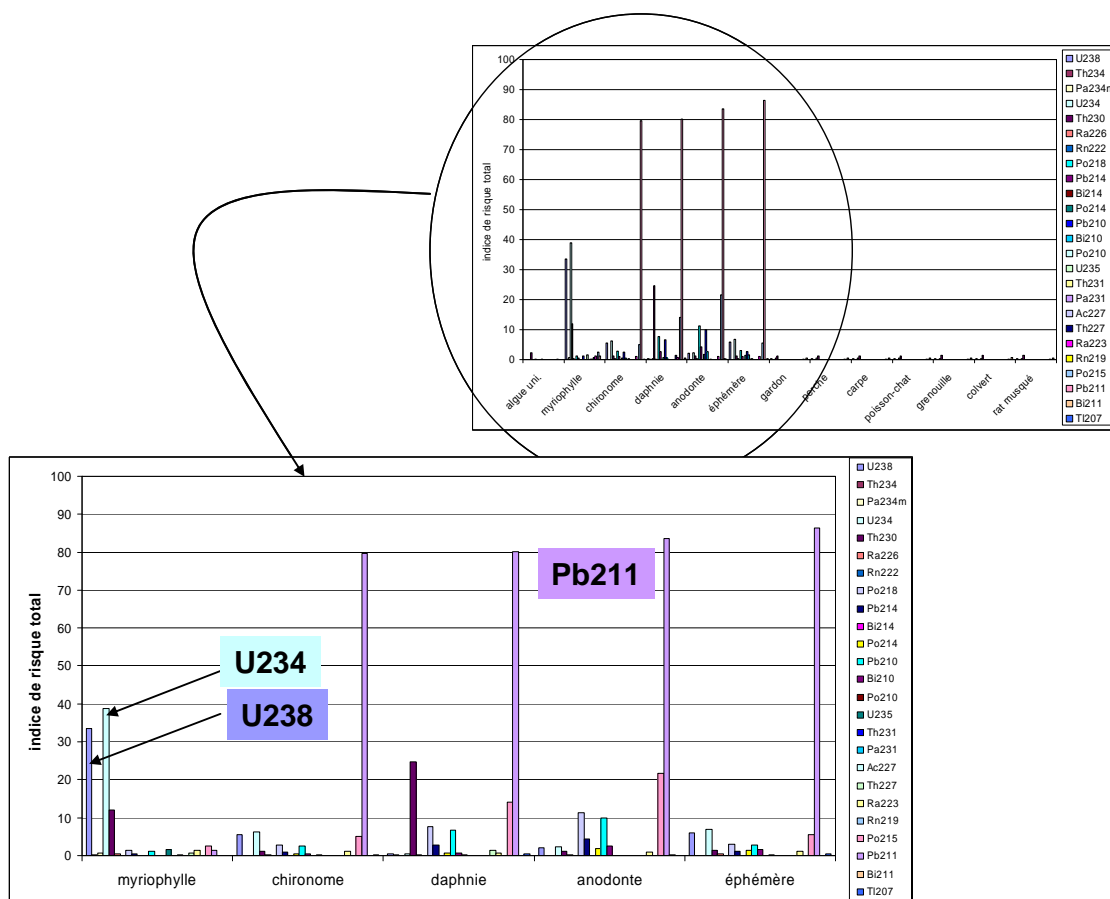 100
90
80
70
60
50
40
30
20
10
0
indice de risque total
algue uni.
myriophylle
chironome
daphnie
anodonte
éphémère
gardon
perche
carpe
poisson-chat
grenouille
colvert
rat musqué
U238
Th234
Pa234m
U234
Th230
Ra226
Rn222
Po218
Pb214
Bi214
Po214
Pb210
Bi210
Po210
U235
Th231
Pa231
Ac227
Th227
Ra223
Rn219
Po215
Pb211
Bi211
Tl207
100
90
80
70
60
50
40
30
20
10
0
indice de risque total
U234
U238
Pb211
myriophylle
chironome
daphnie
anodonte
éphémère
U238
Th234
Pa234m
U234
Th230
Ra226
Rn222
Po218
Pb214
Bi214
Po214
Pb210
Bi210
Po210
U235
Th231
Pa231
Ac227
Th227
Ra223
Rn219
Po215
Pb211
Bi211
Tl207